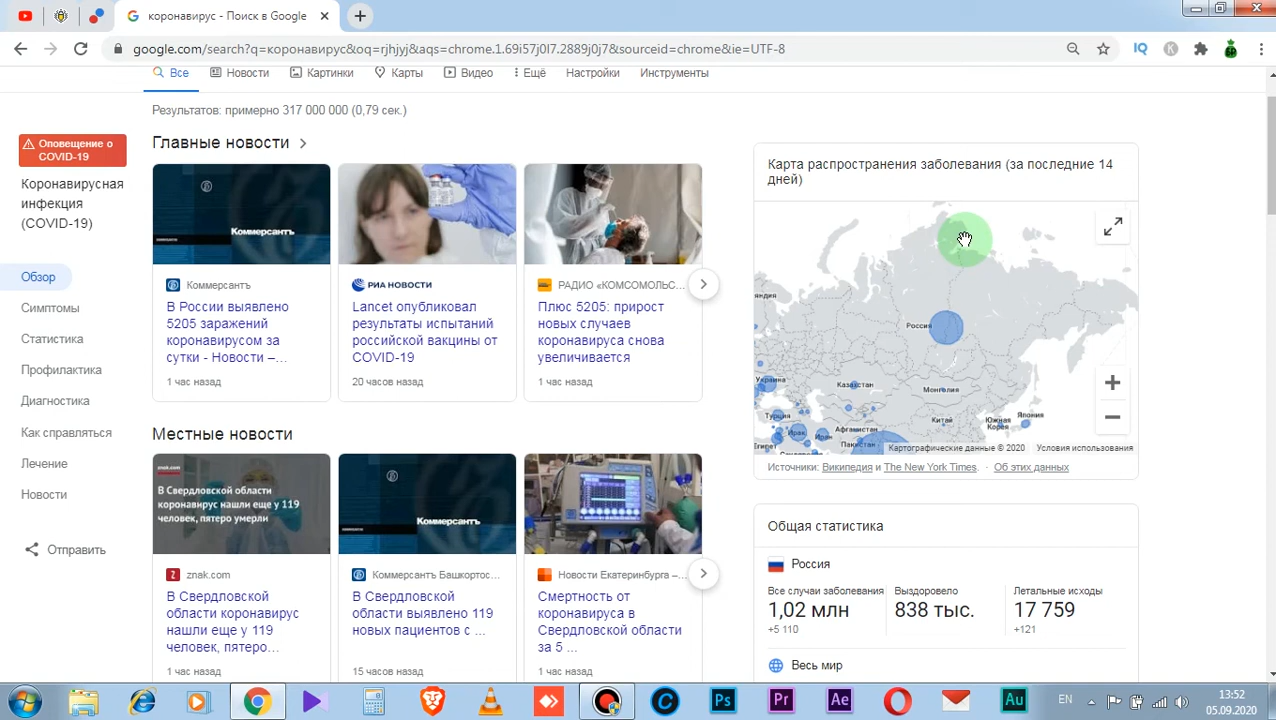 коронавирус - Поиск в Google
google.com/search?q=коронавирус&oq=rjhjyj&aqs=chrome.1.69i57j0l7.2889j0j7&sourceid=chrome&ie=UTF-8
Все
Новости
Картинки
Карты
Видео
Ещё
Настройки
Инструменты
Результатов: примерно 317 000 000 (0,79 сек.)
Оповещение о
COVID-19
Коронавирусная
инфекция
(COVID-19)
Обзор
Симптомы
Статистика
Профилактика
Диагностика
Как справляться
Лечение
Новости
Отправить
Главные новости
Коммерсантъ
Коммерсантъ
В России выявлено
5205 заражений
коронавирусом за
сутки - Новости –...
1 час назад
РИА НОВОСТИ
Lancet опубликовал
результаты испытаний
российской вакцины от
COVID-19
20 часов назад
РАДИО «КОМСОМОЛЬС...
Плюс 5205: прирост
новых случаев
коронавируса снова
увеличивается
1 час назад
Местные новости
znak.com
В Свердловской области
коронавирус нашли еще у 119
человек, пятеро умерли
znak.com
В Свердловской
области коронавирус
нашли еще у 119
человек, пятеро...
1 час назад
Коммерсантъ
Коммерсантъ Башкортос...
В Свердловской
области выявлено 119
новых пациентов с ...
15 часов назад
Новости Екатеринбурга –...
Смертность от
коронавируса в
Свердловской области
за 5 ...
1 час назад
Карта распространения заболевания (за последние 14
дней)
Россия
Украина
Казахстан
Монголия
Турция
Ирак
Иран
Афганистан
Пакистан
Китай
Южная
Корея
Япония
Египет
Картографические данные © 2020 Условия использования
Источники: Википедия и The New York Times. · Об этих данных
Общая статистика
Россия
Все случаи заболевания
1,02 млн
+5 110
Выздоровело
838 тыс.
Летальные исходы
17 759
+121
Весь мир
Ps
Pr
Ae
Au
EN
13:52
05.09.2020